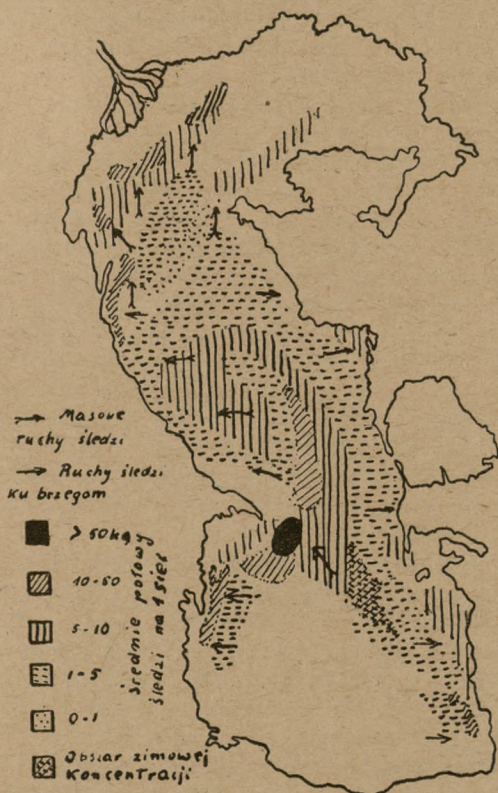 Masowe
ruchy śledzi
Ruchy śledzi
ku brzegom
> 50kg
10-50
5-10
1-5
0-1
Obszar zimowej
Koncentracji
Średnie połowy
śledzi na 1 sieć